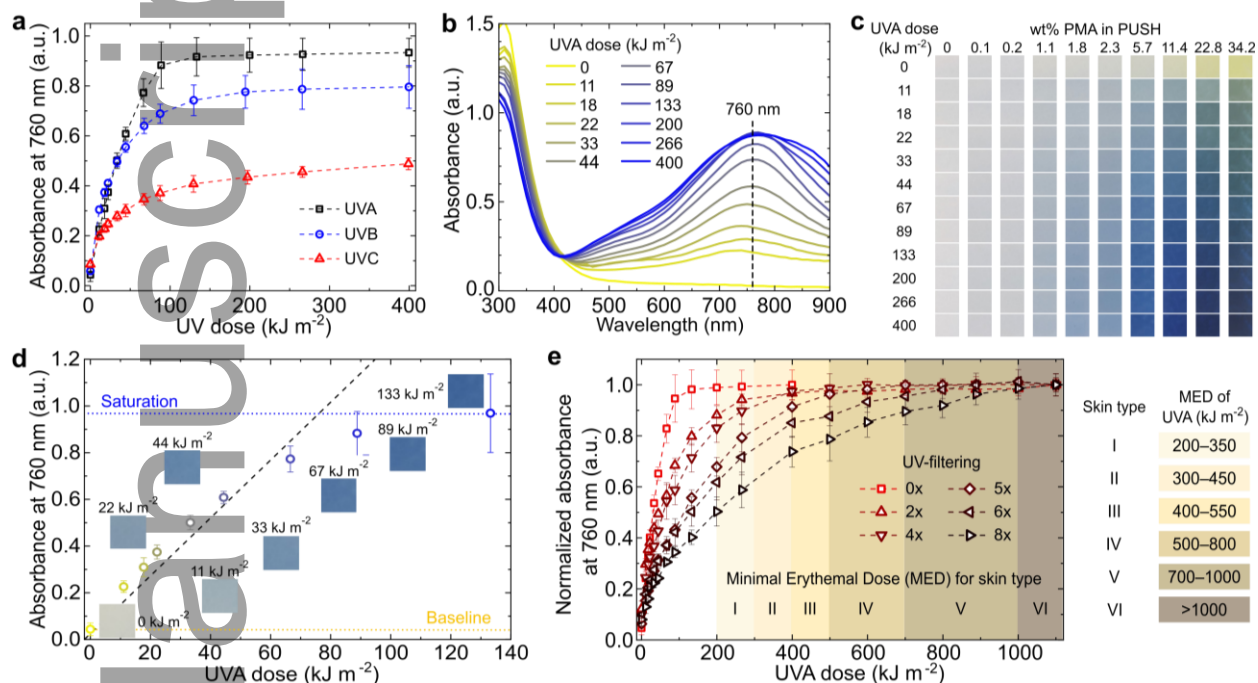 a
Absorbance at 760 nm (a.u.)
1.0
0.8
0.6
0.4
0.2
0.0
UVA
UVB
UVC
0 100 200 300 400
UV dose (kJ m-2)
b
Absorbance (a.u.)
1.5
1.0
0.5
0.0
UVA dose (kJ m-2)
0 67
11 89
18 133
22 200
33 266
44 400
760 nm
300 400 500 600 700 800 900
Wavelength (nm)
c
UVA dose
(kJ m-2)
wt% PMA in PUSH
0 0.1 0.2 1.1 1.8 2.3 5.7 11.4 22.8 34.2
0
11
18
22
33
44
67
89
133
200
266
400
d
Absorbance at 760 nm (a.u.)
1.2
1.0
0.8
0.6
0.4
0.2
0.0
Saturation
133 kJ m-2
44 kJ m-2
89 kJ m-2
67 kJ m-2
22 kJ m-2
33 kJ m-2
11 kJ m-2
0 kJ m-2
Baseline
0 20 40 60 80 100 120 140
UVA dose (kJ m-2)
e
Normalized absorbance
at 760 nm (a.u.)
1.0
0.8
0.6
0.4
0.2
0.0
UV-filtering
0x 5x
2x 6x
4x 8x
Minimal Erythemal Dose (MED) for skin type
I II III IV V VI
0 200 400 600 800 1000
UVA dose (kJ m-2)
Skin type
MED of
UVA (kJ m-2)
I 200–350
II 300–450
III 400–550
IV 500–800
V 700–1000
VI >1000